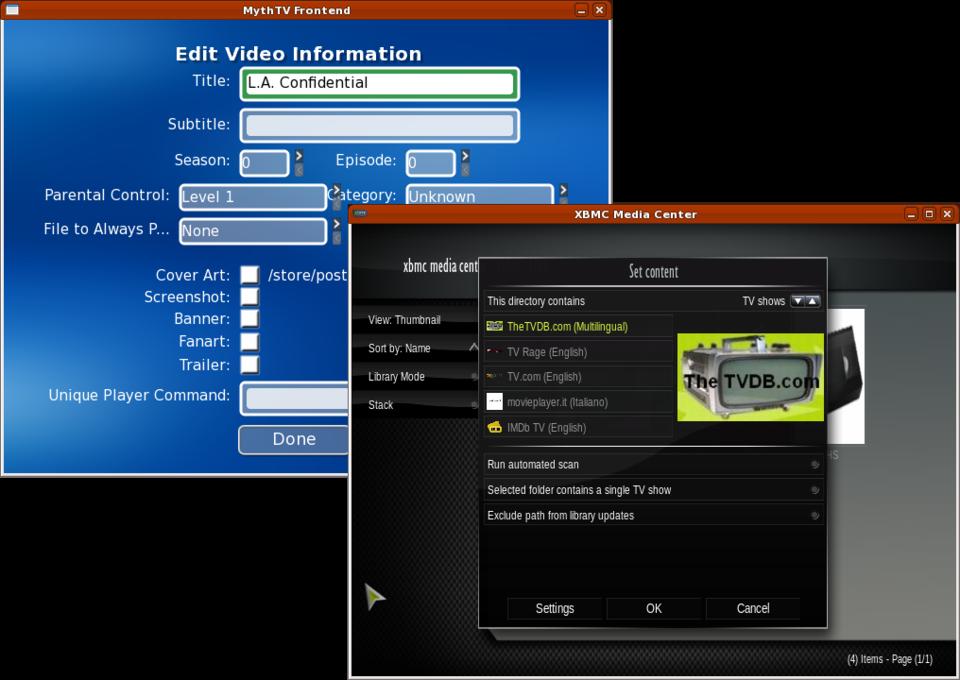 MythTV Frontend
Edit Video Information
Title: L.A. Confidential
Subtitle:
Season: 0 Episode: 0
Parental Control: Level 1 Category: Unknown
File to Always P... None
Cover Art: /store/post
Screenshot:
Banner:
Fanart:
Trailer:
Unique Player Command:
Done
XBMC Media Center
xbmc media cent
View: Thumbnail
Sort by: Name
Library Mode
Stack
Set content
This directory contains TV shows
TheTVDB.com (Multilingual)
TV Rage (English)
TV.com (English)
movieplayer.it (Italiano)
IMDb TV (English)
The TVDB.com
Run automated scan
Selected folder contains a single TV show
Exclude path from library updates
Settings OK Cancel
HS
(4) Items - Page (1/1)